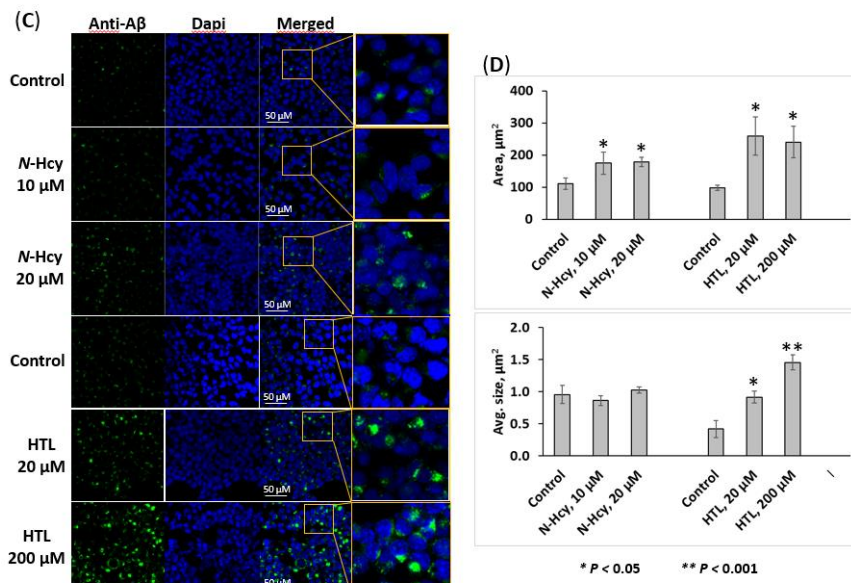 (C)
Anti-Aβ Dapi Merged
Control
50 µM
N-Hcy
10 µM
50 µM
N-Hcy
20 µM
50 µM
Control
50 µM
HTL
20 µM
50 µM
HTL
200 µM
50 µM
(D)
Area, µm²
400
300
200
100
0
* * * *
Control N-Hcy, 10 µM N-Hcy, 20 µM Control HTL, 20 µM HTL, 200 µM
Avg. size, µm²
2.0
1.5
1.0
0.5
0.0
* **
Control N-Hcy, 10 µM N-Hcy, 20 µM Control HTL, 20 µM HTL, 200 µM
* P < 0.05 ** P < 0.001